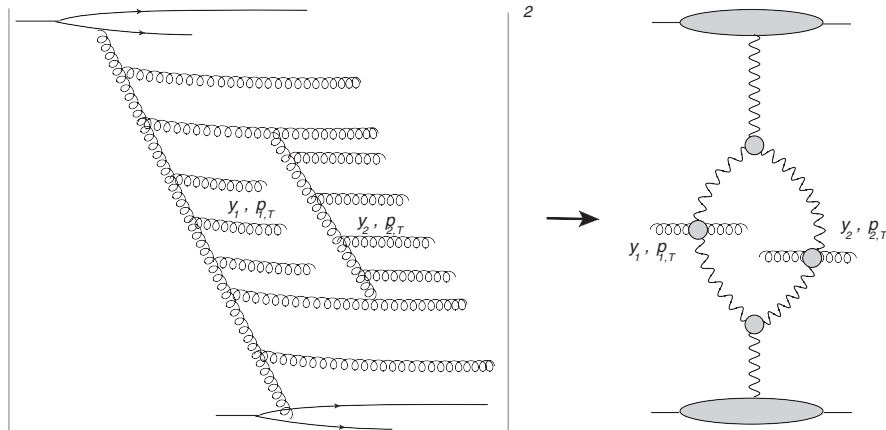 2
y₁ , p₁,T
y₂ , p₂,T
y₁ , p₁,T
y₂ , p₂,T